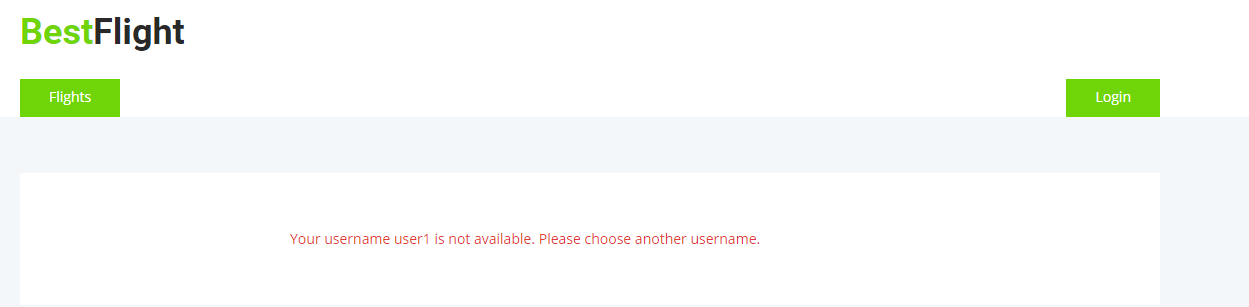 BestFlight
Flights
Login
Your username user1 is not available. Please choose another username.